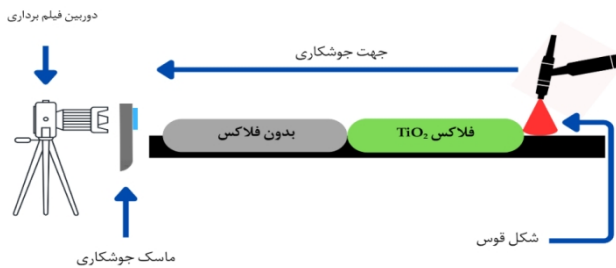 دوربین فیلم برداری
جهت جوشکاری
بدون فلاکس
فلاکس TiO₂
شکل قوس
ماسک جوشکاری